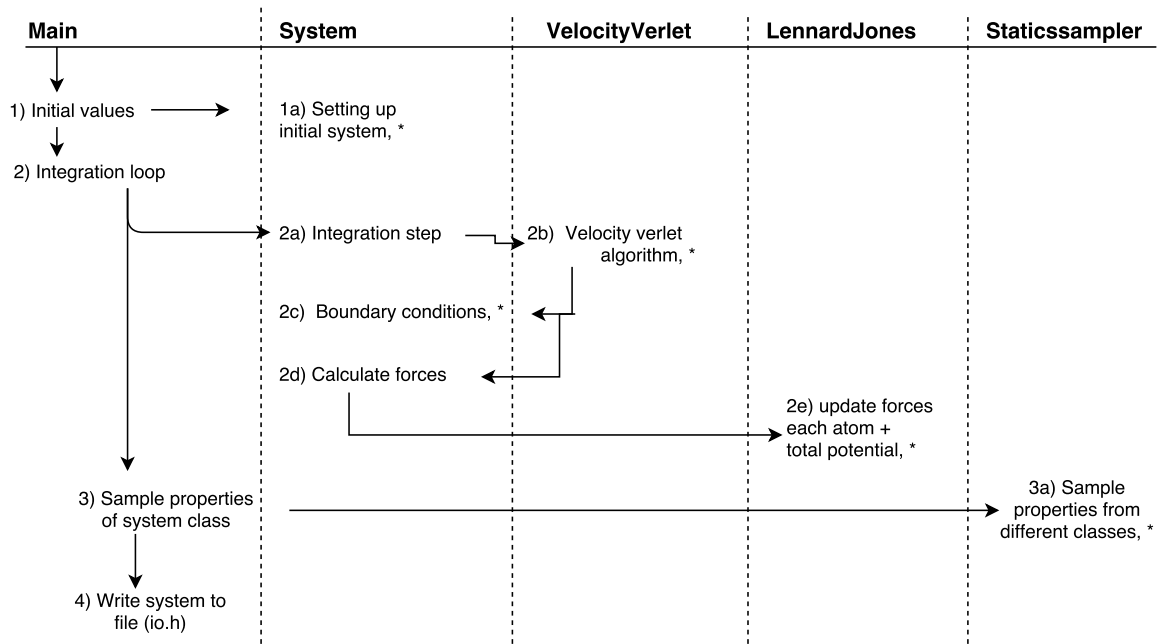 Main
System
VelocityVerlet
LennardJones
Staticssampler
1) Initial values
1a) Setting up
initial system, *
2) Integration loop
2a) Integration step
2b) Velocity verlet
algorithm, *
2c) Boundary conditions, *
2d) Calculate forces
2e) update forces
each atom +
total potential, *
3) Sample properties
of system class
3a) Sample
properties from
different classes, *
4) Write system to
file (io.h)